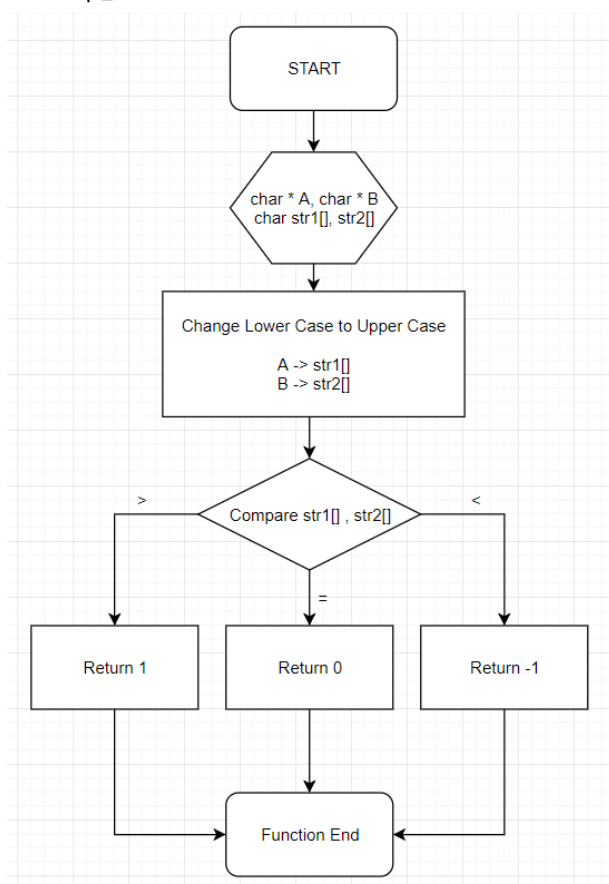 START
char * A, char * B
char str1[], str2[]
Change Lower Case to Upper Case
A -> str1[]
B -> str2[]
Compare str1[] , str2[]
>
<
=
Return 1
Return 0
Return -1
Function End